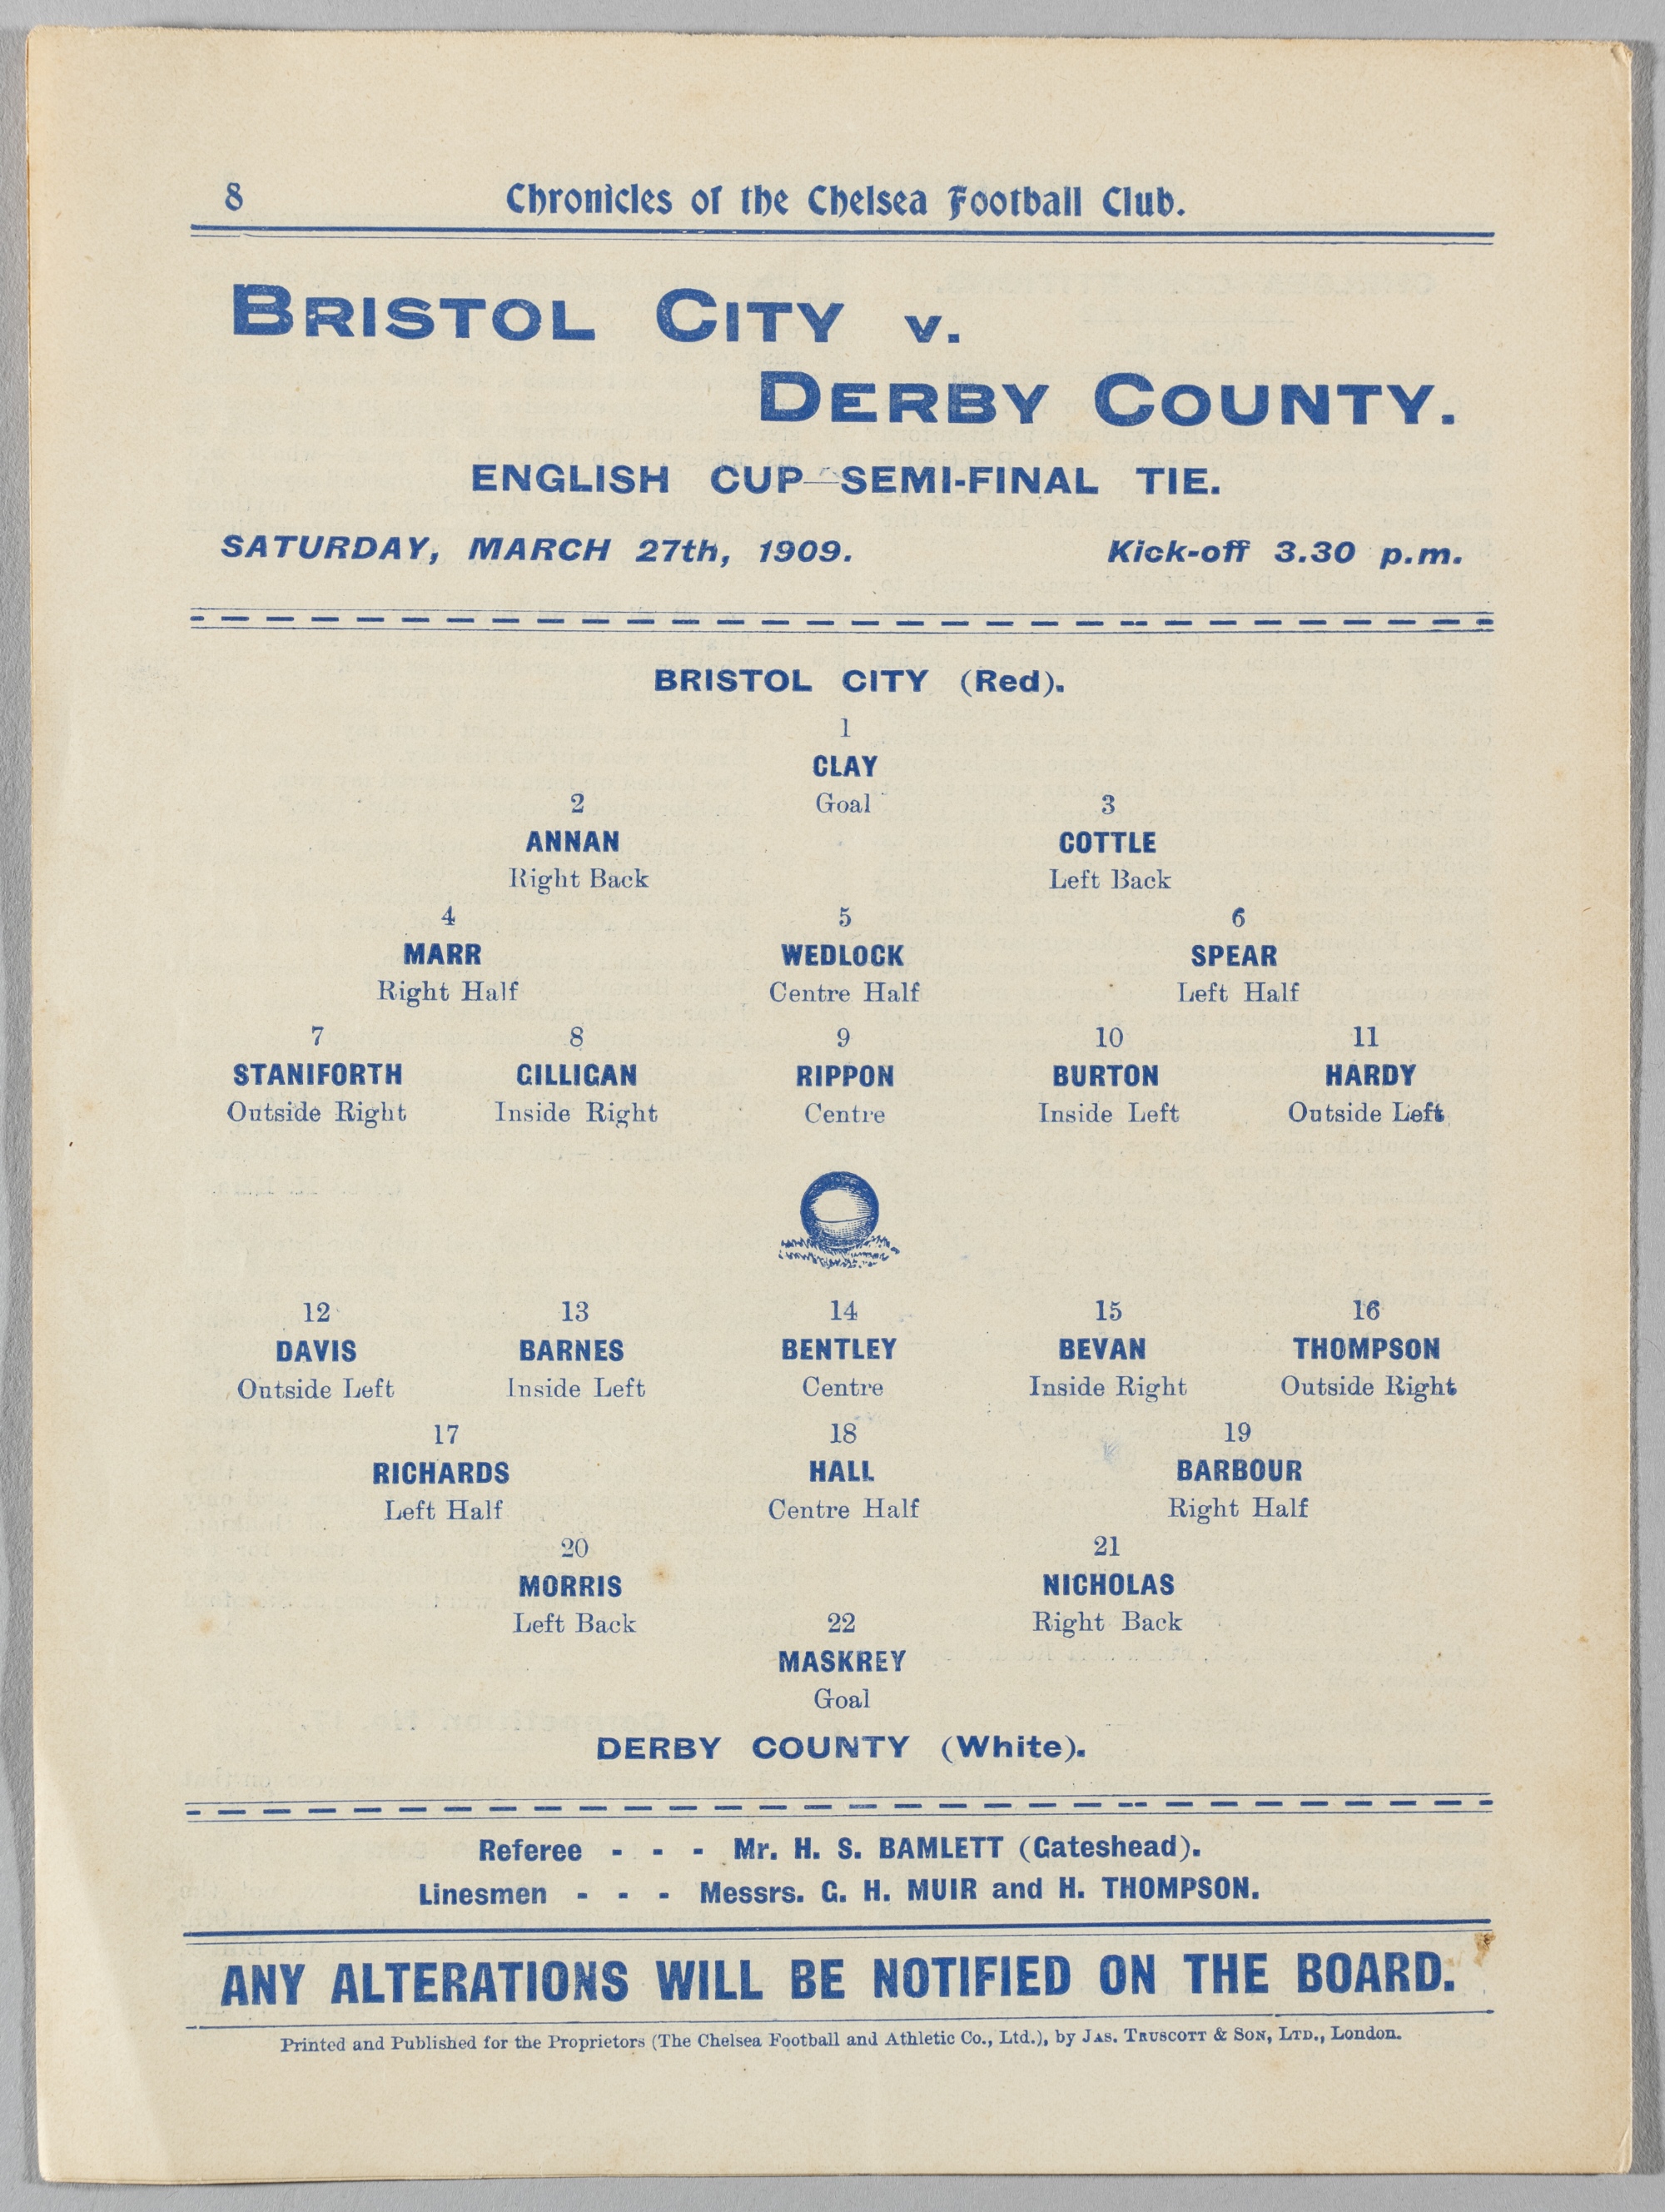 8 Chronicles of the Chelsea Football Club.
BRISTOL CITY v.
DERBY COUNTY.
ENGLISH CUP—SEMI-FINAL TIE.
SATURDAY, MARCH 27th, 1909. Kick-off 3.30 p.m.
BRISTOL CITY (Red).
1
CLAY
Goal
2 3
ANNAN COTTLE
Right Back Left Back
4 5 6
MARR WEDLOCK SPEAR
Right Half Centre Half Left Half
7 8 9 10 11
STANIFORTH GILLIGAN RIPPON BURTON HARDY
Outside Right Inside Right Centre Inside Left Outside Left
12 13 14 15 16
DAVIS BARNES BENTLEY BEVAN THOMPSON
Outside Left Inside Left Centre Inside Right Outside Right
17 18 19
RICHARDS HALL BARBOUR
Left Half Centre Half Right Half
20 21
MORRIS NICHOLAS
Left Back Right Back
22
MASKREY
Goal
DERBY COUNTY (White).
Referee - - - Mr. H. S. BAMLETT (Gateshead).
Linesmen - - - Messrs. G. H. MUIR and H. THOMPSON.
ANY ALTERATIONS WILL BE NOTIFIED ON THE BOARD.
Printed and Published for the Proprietors (The Chelsea Football and Athletic Co., Ltd.), by JAS. TRUSCOTT & SON, LTD., London.